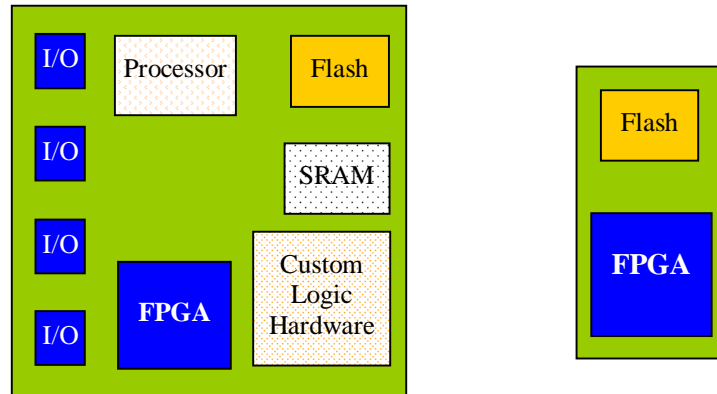 I/O
Processor
Flash
I/O
SRAM
I/O
FPGA
Custom
Logic
Hardware
I/O
Flash
FPGA